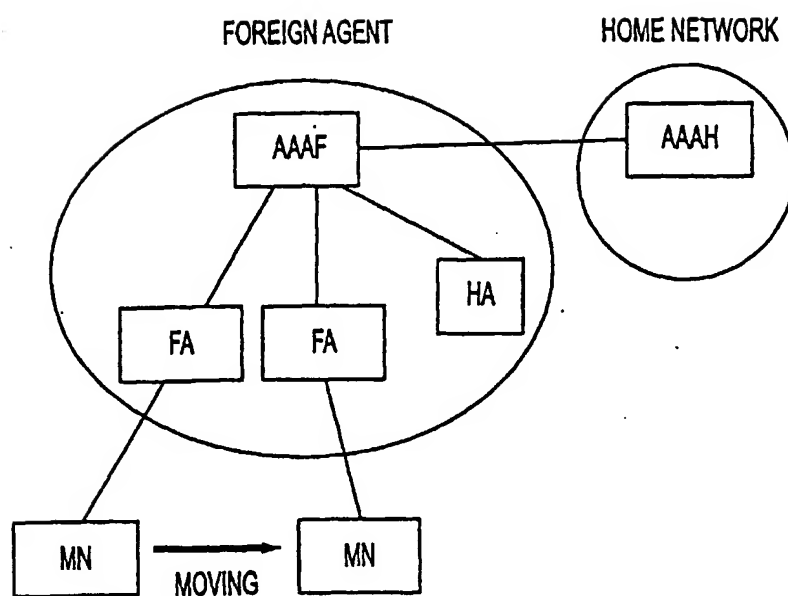 FOREIGN AGENT
HOME NETWORK
AAAF
AAAH
HA
FA
FA
MN
MN
MOVING